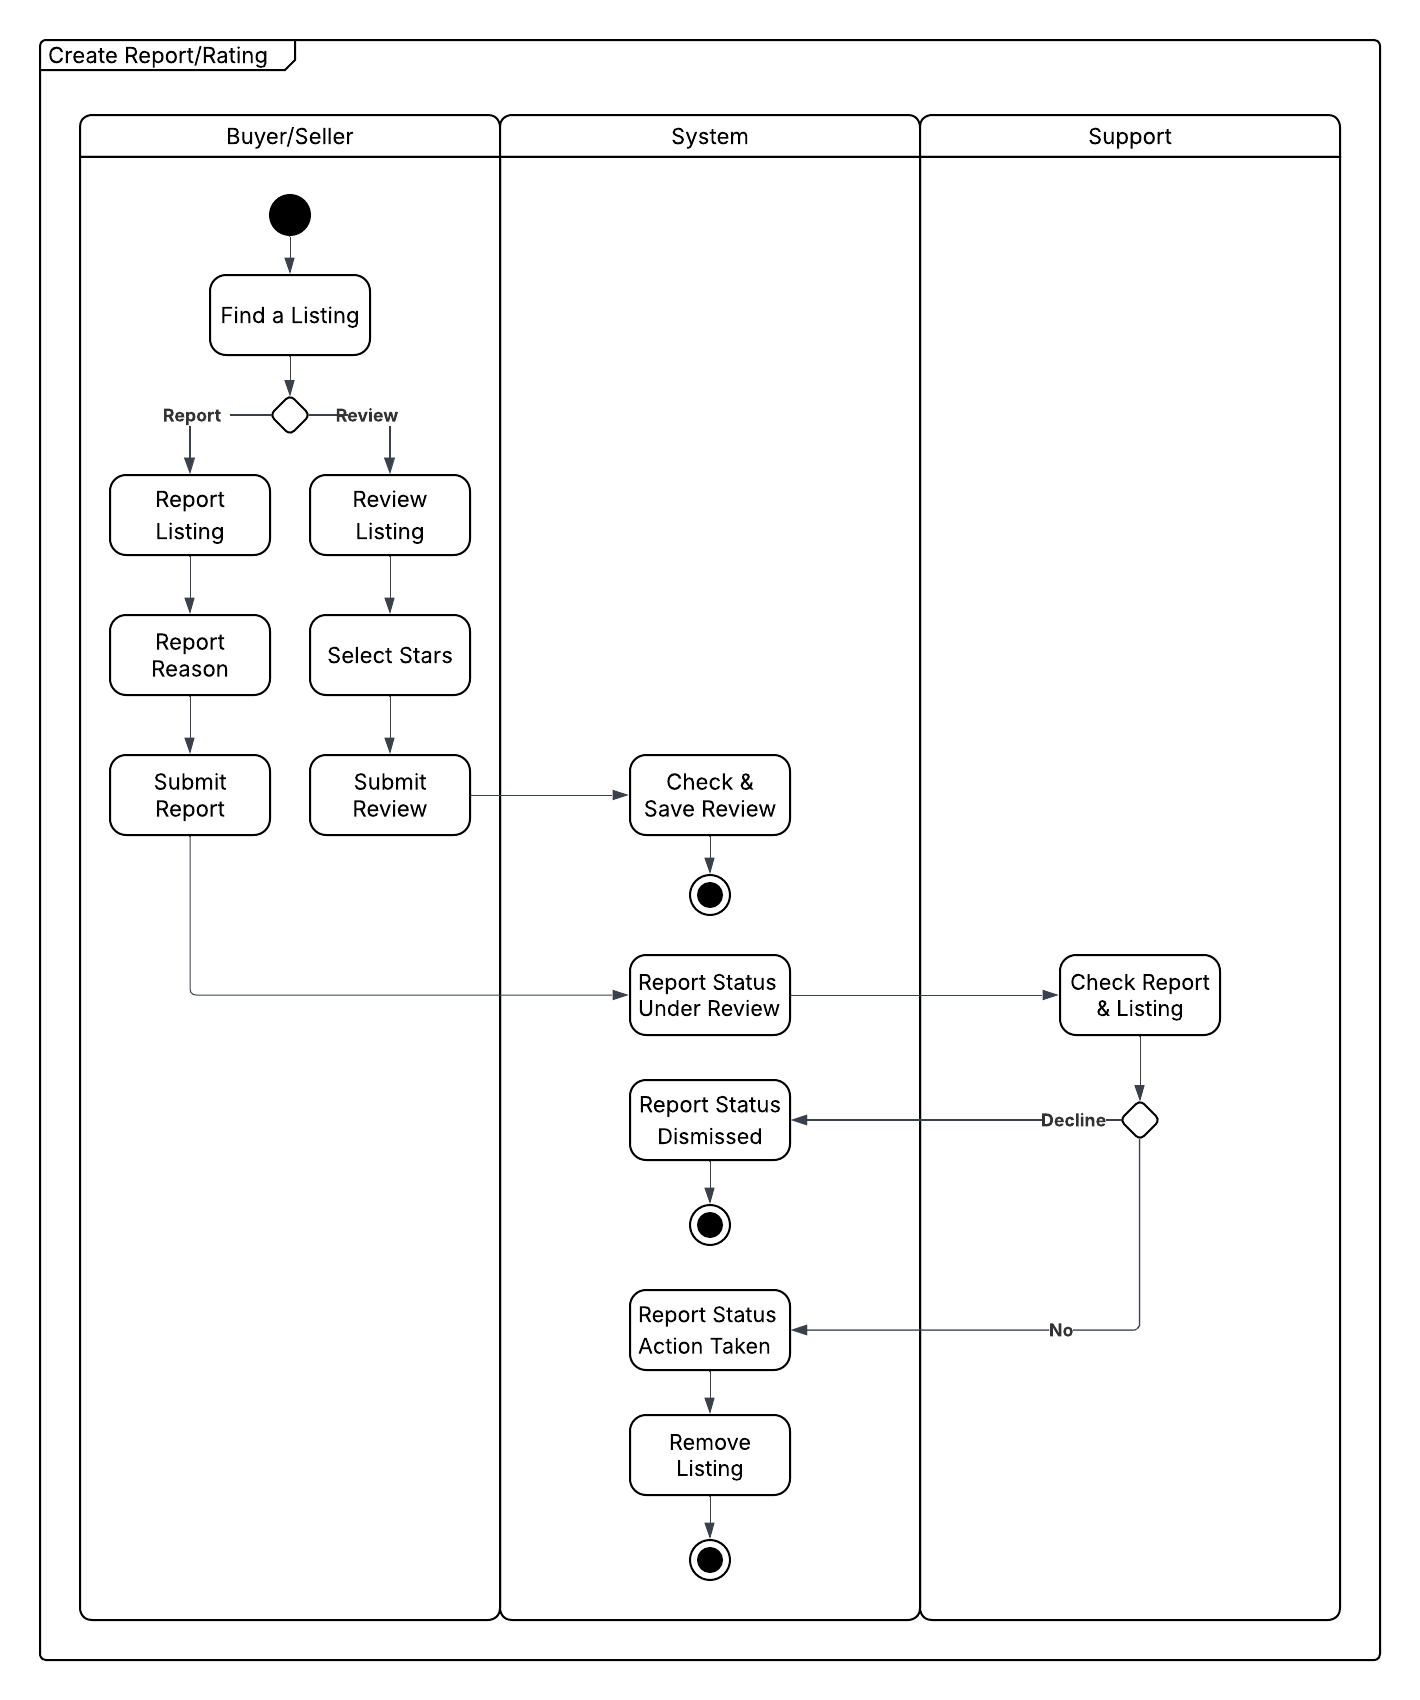 Create Report/Rating
Buyer/Seller
System
Support
Find a Listing
Report
Review
Report
Listing
Review
Listing
Report
Reason
Select Stars
Submit
Report
Submit
Review
Check &
Save Review
Report Status
Under Review
Check Report
& Listing
Report Status
Dismissed
Decline
Report Status
Action Taken
No
Remove
Listing